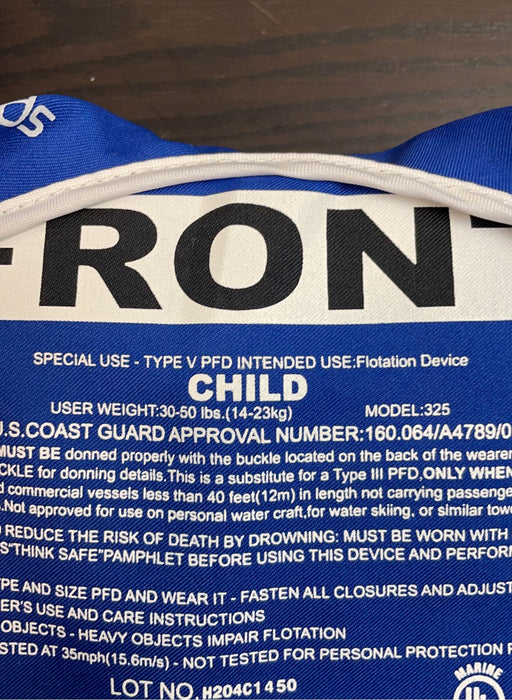 ds
FRONT
SPECIAL USE - TYPE V PFD INTENDED USE:Flotation Device
CHILD
USER WEIGHT:30-50 lbs.(14-23kg) MODEL:325
U.S.COAST GUARD APPROVAL NUMBER:160.064/A4789/0
MUST BE donned properly with the buckle located on the back of the wearer
CKLE for donning details.This is a substitute for a Type III PFD,ONLY WHEN
d commercial vessels less than 40 feet(12m) in length not carrying passenge
.Not approved for use on personal water craft,for water skiing, or similar tow
REDUCE THE RISK OF DEATH BY DROWNING: MUST BE WORN WITH
S"THINK SAFE"PAMPHLET BEFORE USING THIS DEVICE AND PERFOR
YPE AND SIZE PFD AND WEAR IT - FASTEN ALL CLOSURES AND ADJUST
ER'S USE AND CARE INSTRUCTIONS
OBJECTS - HEAVY OBJECTS IMPAIR FLOTATION
STED AT 35mph(15.6m/s) - NOT TESTED FOR PERSONAL PROTECTION F
MARINE
UL
LOT NO.H204C1450